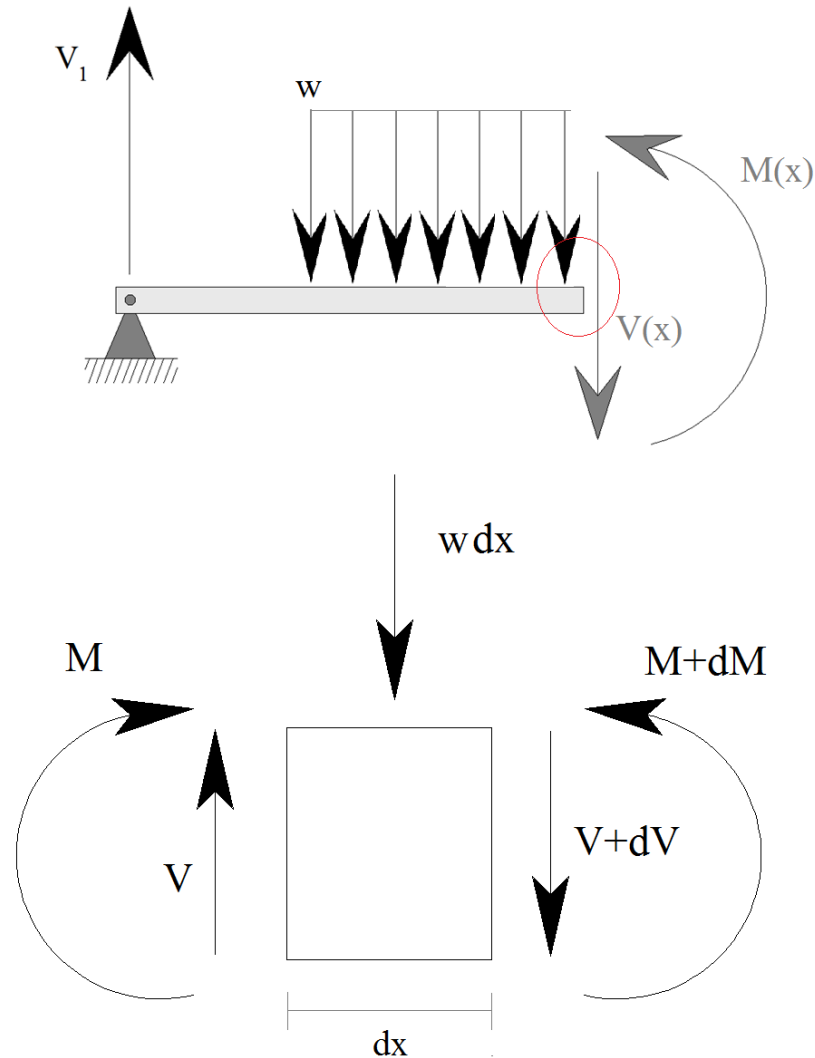 V₁
w
M(x)
V(x)
w dx
M
M+dM
V
V+dV
dx